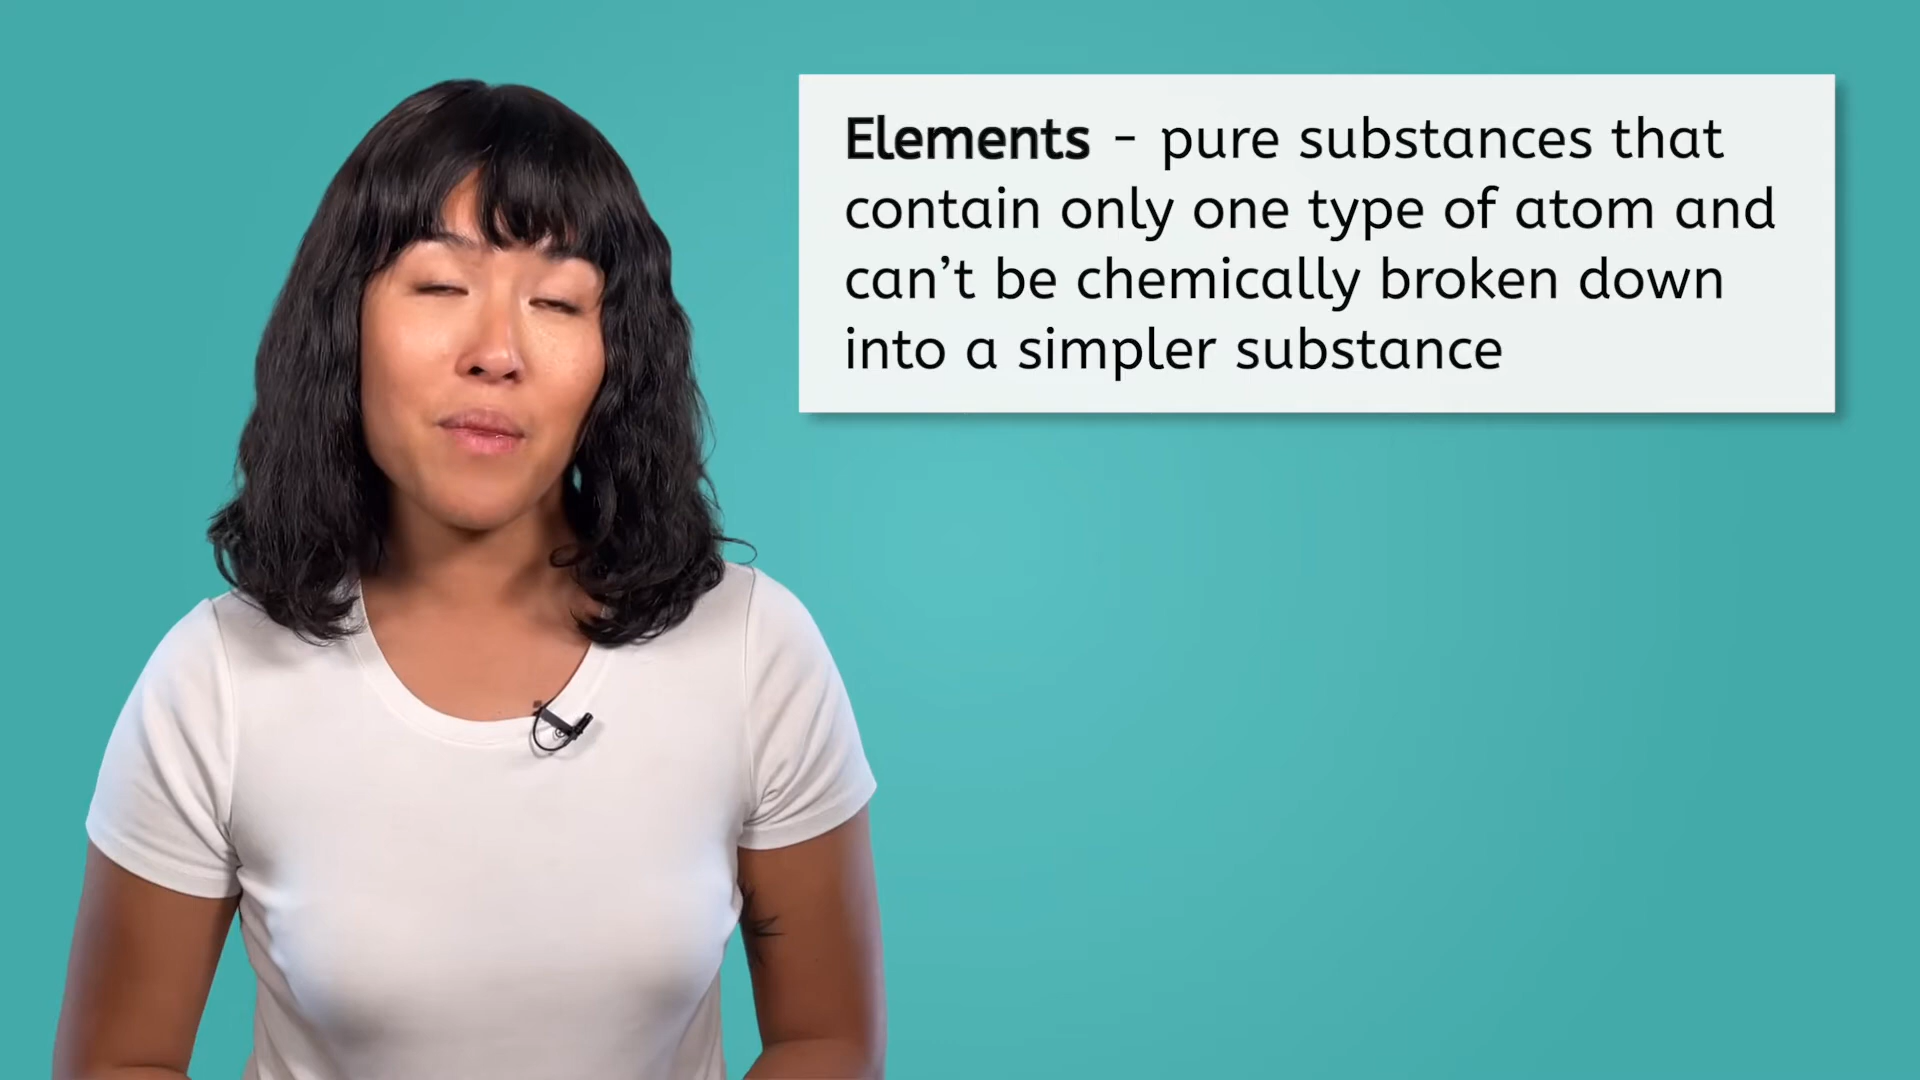 Elements - pure substances that
contain only one type of atom and
can’t be chemically broken down
into a simpler substance